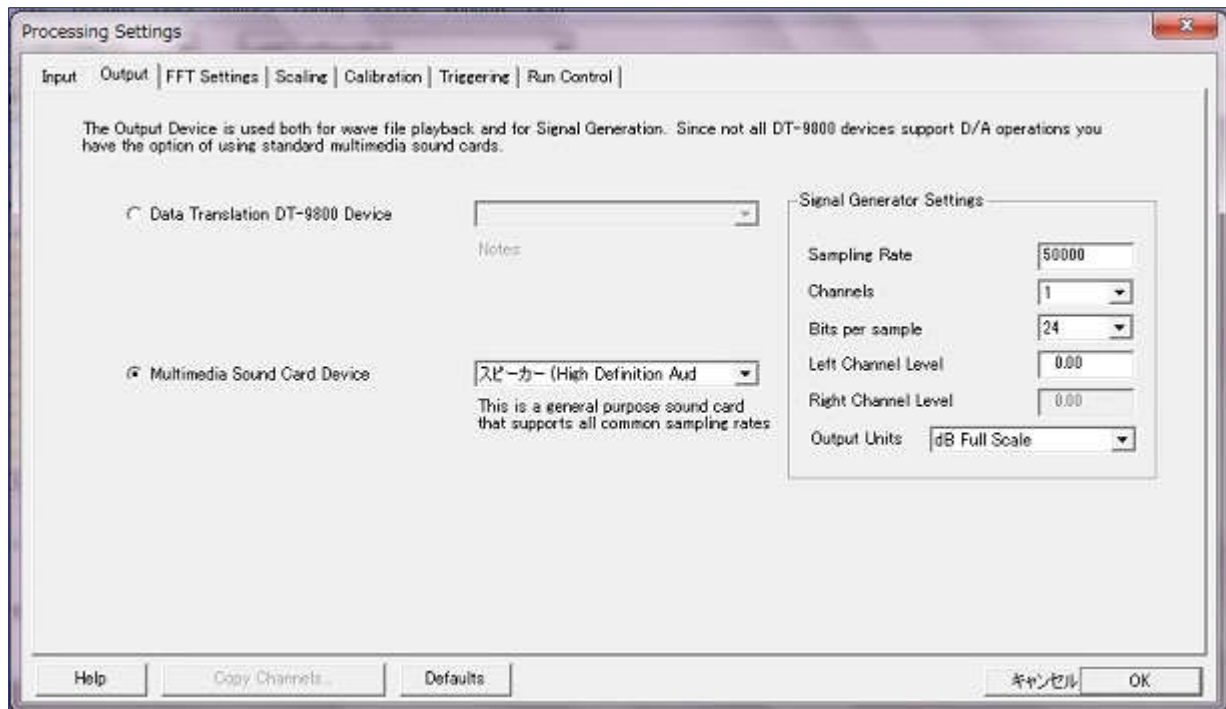 Processing Settings
Input Output FFT Settings Scaling Calibration Triggering Run Control
The Output Device is used both for wave file playback and for Signal Generation. Since not all DT-9800 devices support D/A operations you
have the option of using standard multimedia sound cards.
Data Translation DT-9800 Device
Notes
Multimedia Sound Card Device
スピーカー (High Definition Aud
This is a general purpose sound card
that supports all common sampling rates
Signal Generator Settings
Sampling Rate 50000
Channels 1
Bits per sample 24
Left Channel Level 0.00
Right Channel Level 0.00
Output Units dB Full Scale
Help Copy Channels... Defaults キャンセル OK